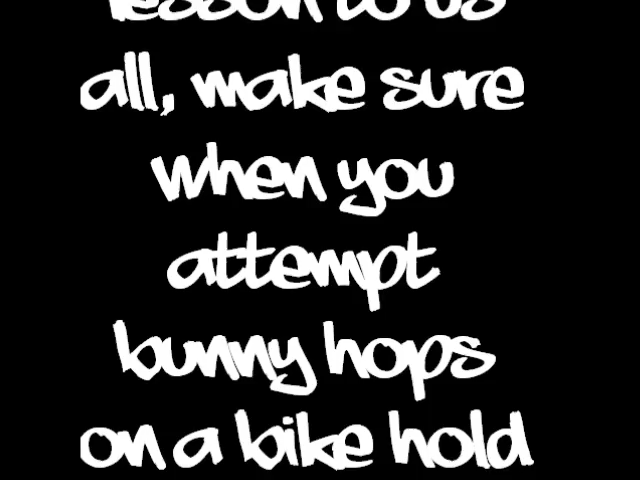 lesson to us
all, make sure
when you
attempt
bunny hops
on a bike hold